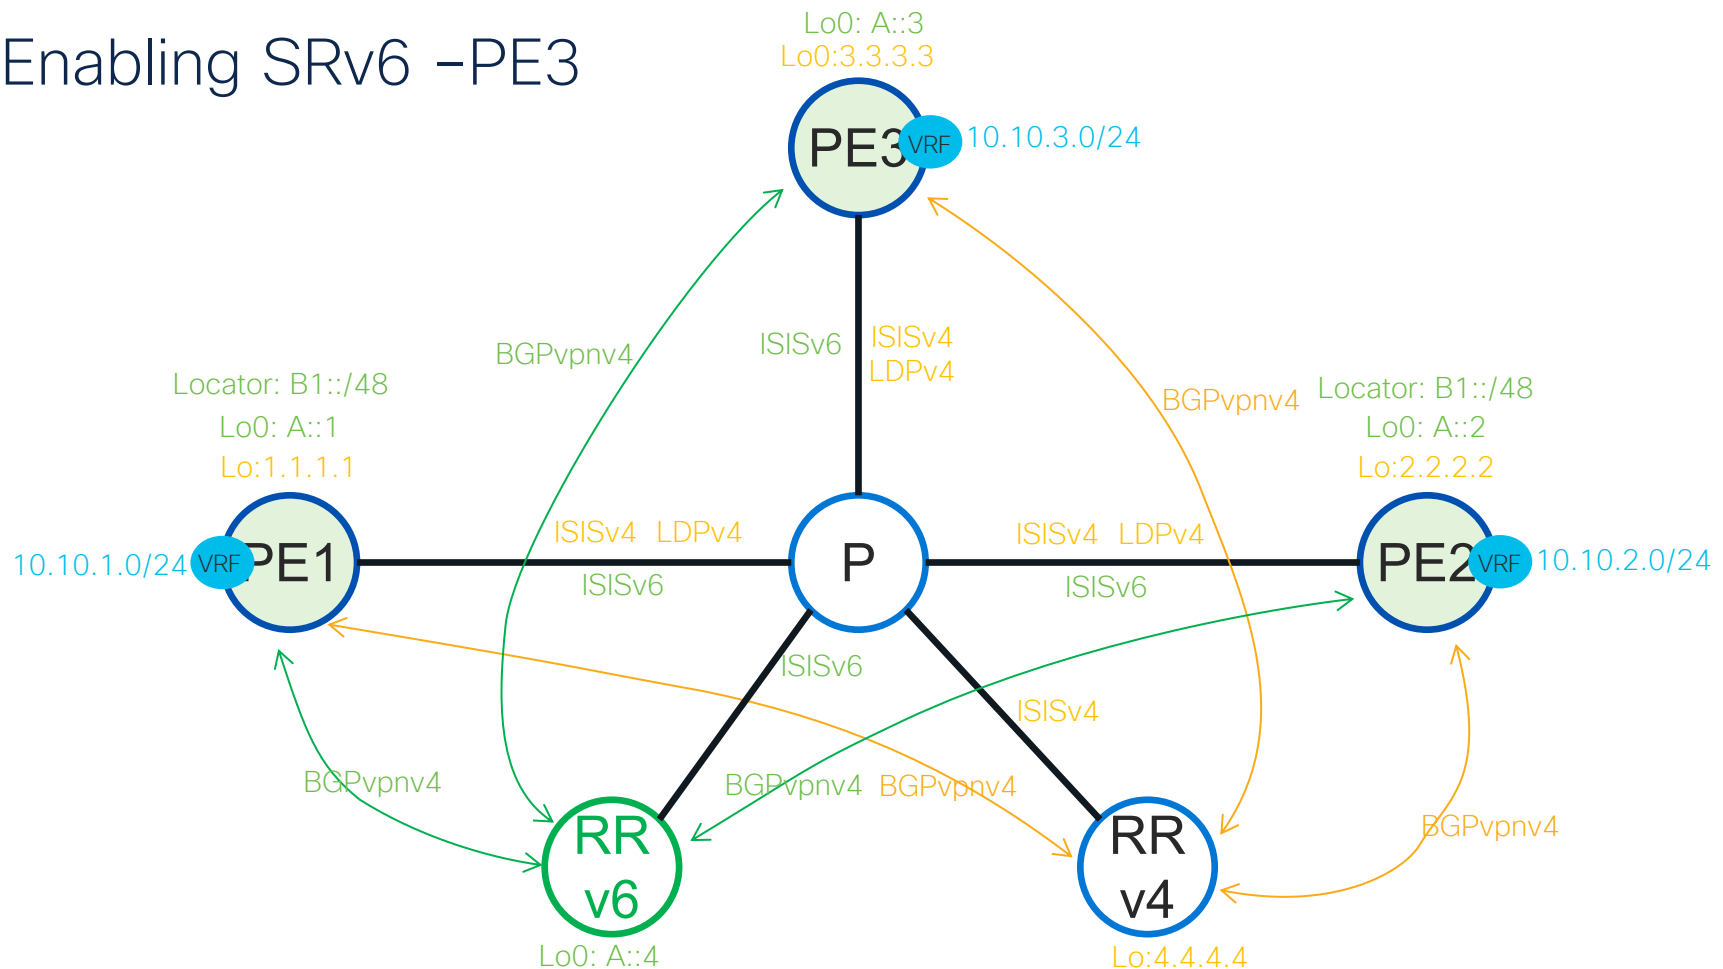 Enabling SRv6 –PE3
Lo0: A::3
Lo0:3.3.3.3
PE3
VRF
10.10.3.0/24
BGPvpnv4
ISISv6
ISISv4
LDPv4
BGPvpnv4
Locator: B1::/48
Lo0: A::1
Lo:1.1.1.1
Locator: B1::/48
Lo0: A::2
Lo:2.2.2.2
10.10.1.0/24
VRF
PE1
ISISv4 LDPv4
ISISv6
P
ISISv4 LDPv4
ISISv6
PE2
VRF
10.10.2.0/24
ISISv6
ISISv4
BGPvpnv4
BGPvpnv4
BGPvpnv4
BGPvpnv4
RR
v6
Lo0: A::4
RR
v4
Lo:4.4.4.4